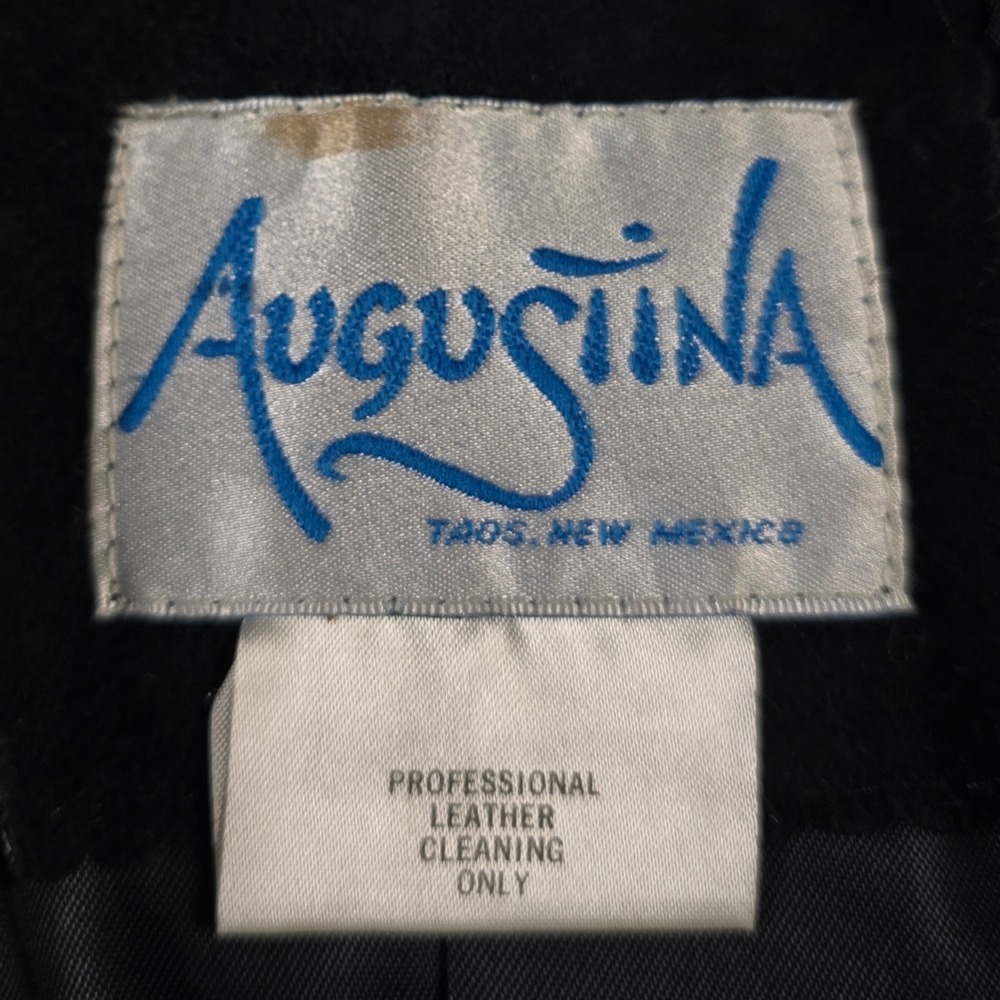 AUGUSTINA
TAOS, NEW MEXICO
PROFESSIONAL
LEATHER
CLEANING
ONLY